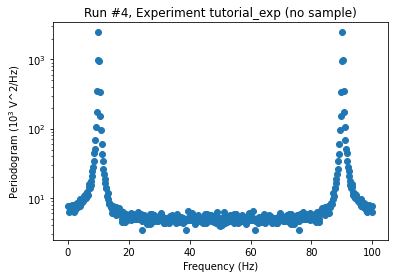 Run #4, Experiment tutorial_exp (no sample)
Periodogram (10³ V^2/Hz)
10³
10²
10¹
0 20 40 60 80 100
Frequency (Hz)